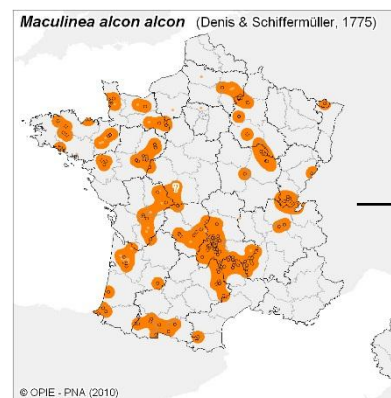 Maculinea alcon alcon (Denis & Schiffermüller, 1775)
© OPIE - PNA (2010)